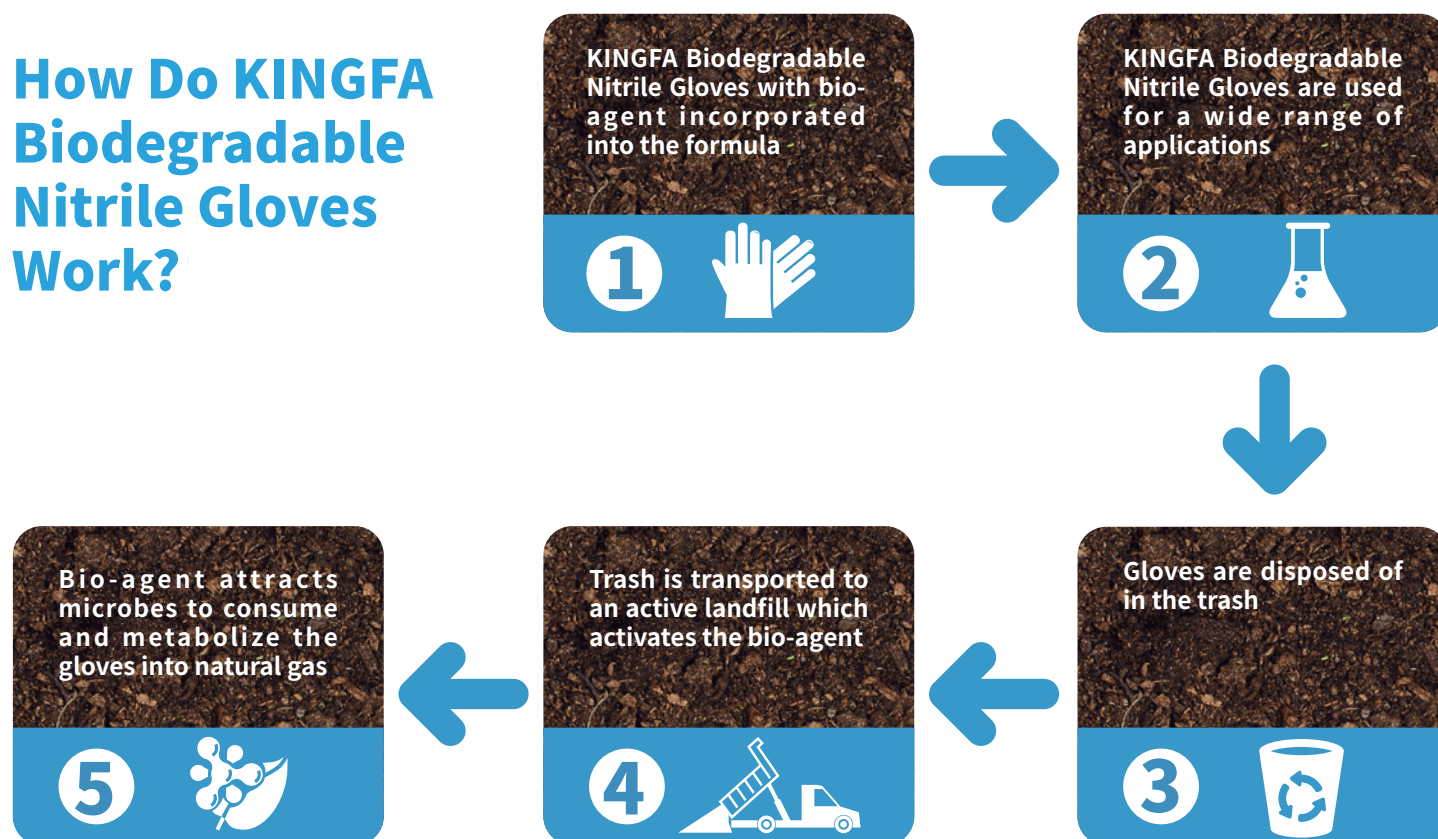 How Do KINGFA
Biodegradable
Nitrile Gloves
Work?
KINGFA Biodegradable
Nitrile Gloves with bio-
agent incorporated
into the formula
1
KINGFA Biodegradable
Nitrile Gloves are used
for a wide range of
applications
2
Gloves are disposed of
in the trash
3
Trash is transported to
an active landfill which
activates the bio-agent
4
Bio-agent attracts
microbes to consume
and metabolize the
gloves into natural gas
5